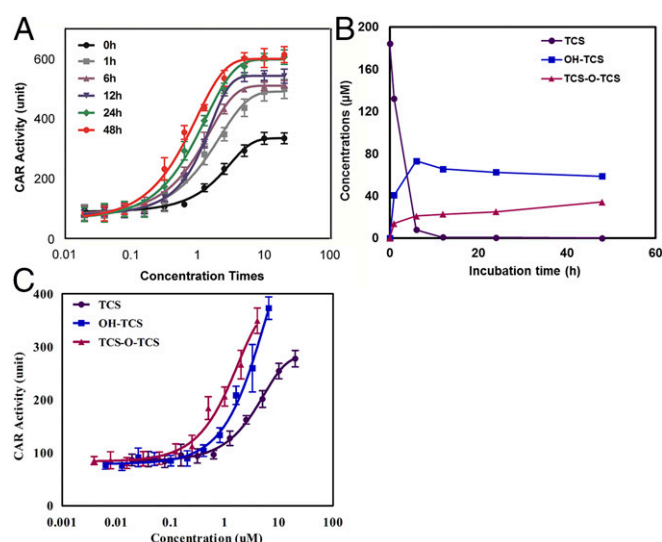 A
0h
1h
6h
12h
24h
48h
CAR Activity (unit)
600
400
200
0
0.01
0.1
1
10
100
Concentration Times
B
TCS
OH-TCS
TCS-O-TCS
Concentrations (µM)
200
160
120
80
40
0
0
10
20
30
40
50
60
Incubation time (h)
C
TCS
OH-TCS
TCS-O-TCS
CAR Activity (unit)
400
300
200
100
0
0.001
0.01
0.1
1
10
100
Concentration (uM)